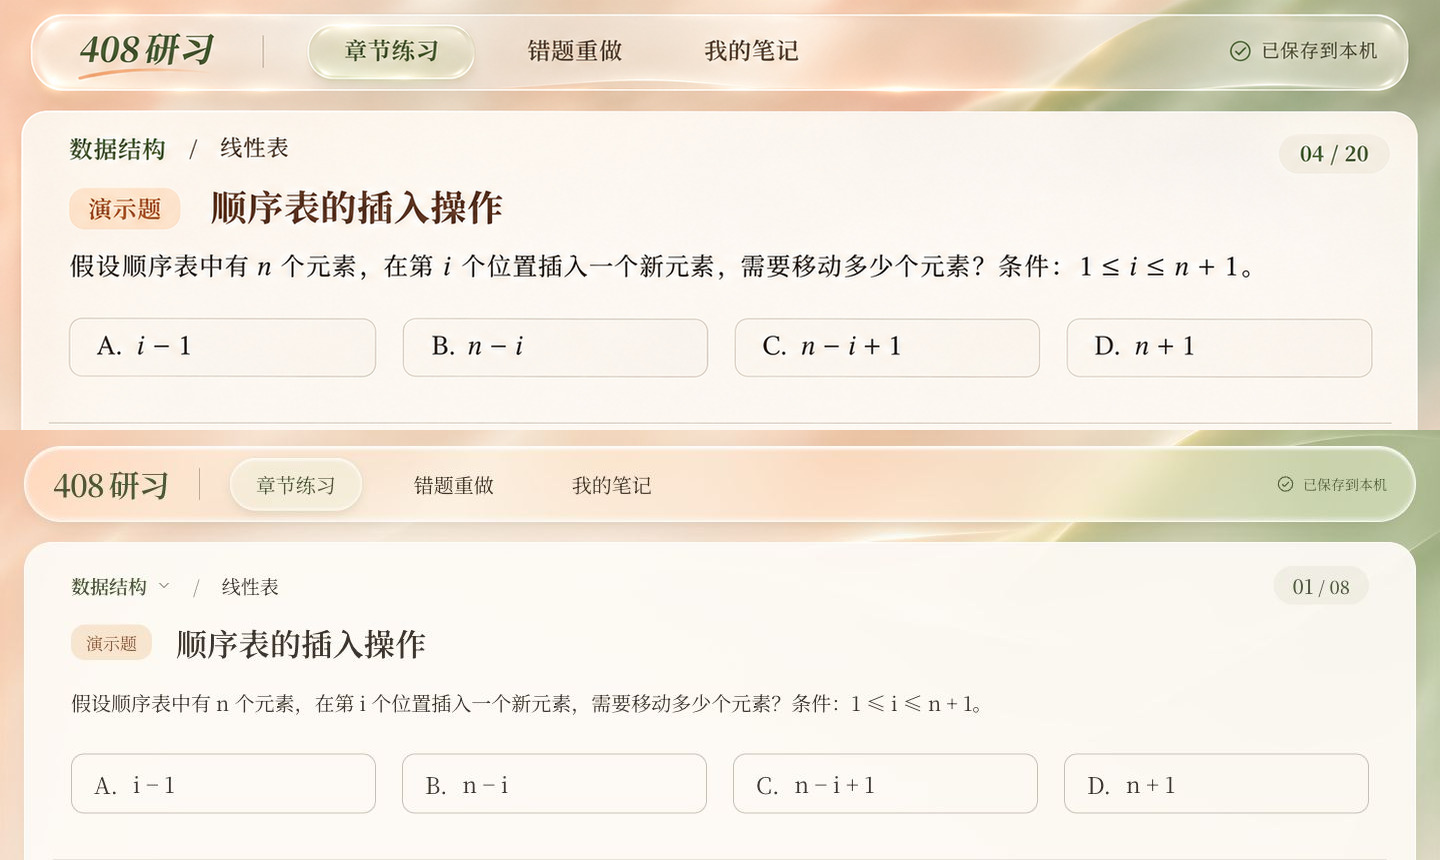 408 研习 章节练习 错题重做 我的笔记 已保存到本机
数据结构 / 线性表 04 / 20
演示题 顺序表的插入操作
假设顺序表中有 n 个元素，在第 i 个位置插入一个新元素，需要移动多少个元素？条件：1 ≤ i ≤ n + 1。
A. i − 1 B. n − i C. n − i + 1 D. n + 1
408 研习 章节练习 错题重做 我的笔记 已保存到本机
数据结构 / 线性表 01 / 08
演示题 顺序表的插入操作
假设顺序表中有 n 个元素，在第 i 个位置插入一个新元素，需要移动多少个元素？条件：1 ⩽ i ⩽ n + 1。
A. i − 1 B. n − i C. n − i + 1 D. n + 1